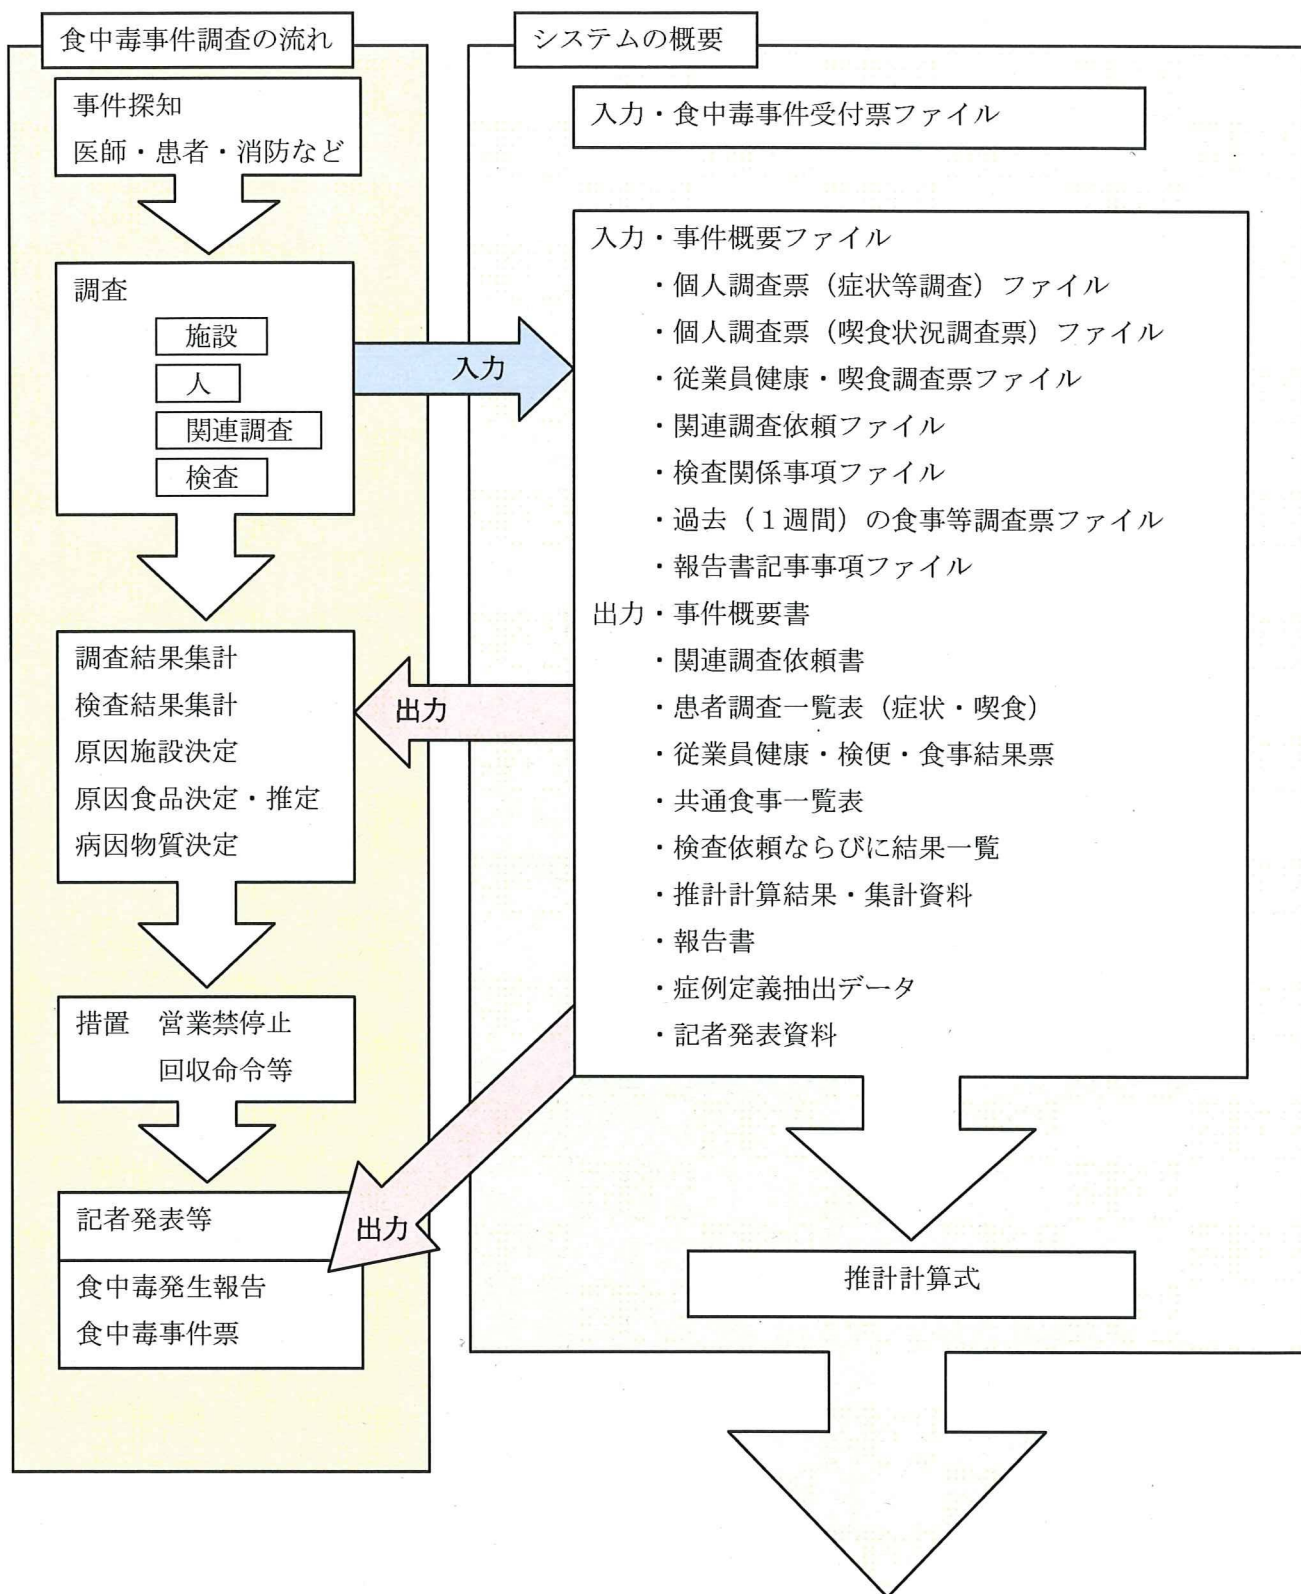 食中毒事件調査の流れ
事件探知
医師・患者・消防など
調査
施設
人
関連調査
検査
入力
調査結果集計
検査結果集計
原因施設決定
原因食品決定・推定
病因物質決定
出力
措置 営業禁停止
回収命令等
記者発表等
食中毒発生報告
食中毒事件票
出力
システムの概要
入力・食中毒事件受付票ファイル
入力・事件概要ファイル
・個人調査票（症状等調査）ファイル
・個人調査票（喫食状況調査票）ファイル
・従業員健康・喫食調査票ファイル
・関連調査依頼ファイル
・検査関係事項ファイル
・過去（１週間）の食事等調査票ファイル
・報告書記事事項ファイル
出力・事件概要書
・関連調査依頼書
・患者調査一覧表（症状・喫食）
・従業員健康・検便・食事結果票
・共通食事一覧表
・検査依頼ならびに結果一覧
・推計計算結果・集計資料
・報告書
・症例定義抽出データ
・記者発表資料
推計計算式